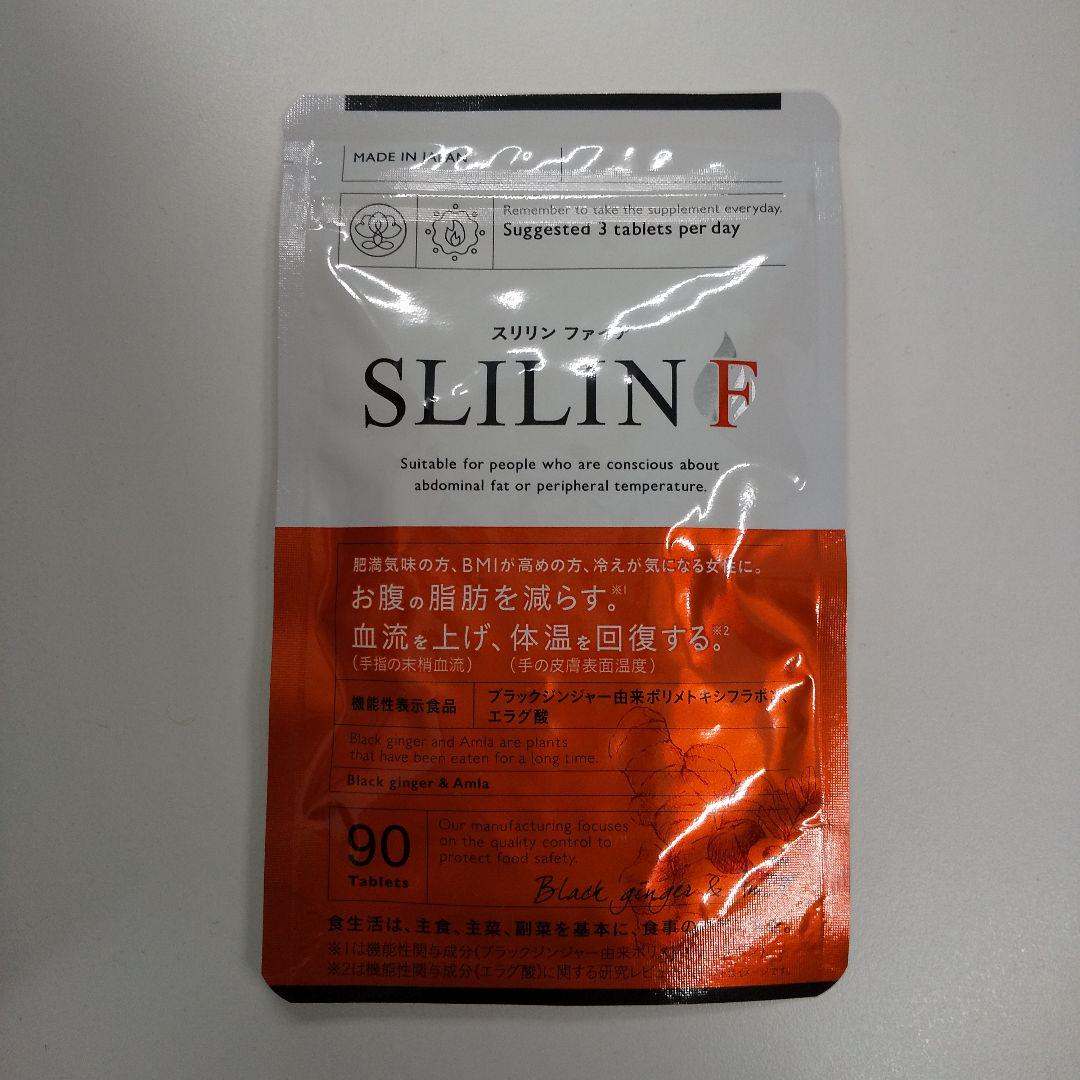 MADE IN JAPAN
Remember to take the supplement everyday.
Suggested 3 tablets per day
スリリン ファイア
SLILIN F
Suitable for people who are conscious about
abdominal fat or peripheral temperature.
肥満気味の方、BMIが高めの方、冷えが気になる女性に。
お腹の脂肪を減らす。※1
血流を上げ、体温を回復する。※2
(手指の末梢血流) (手の皮膚表面温度)
機能性表示食品
ブラックジンジャー由来ポリメトキシフラボン、
エラグ酸
Black ginger and Amla are plants
that have been eaten for a long time.
Black ginger & Amla
90
Tablets
Our manufacturing focuses
on the quality control to
protect food safety.
Black ginger &
食生活は、主食、主菜、副菜を基本に、食事の
※1は機能性関与成分(ブラックジンジャー由来ポリ
※2は機能性関与成分(エラグ酸)に関する研究レビュ